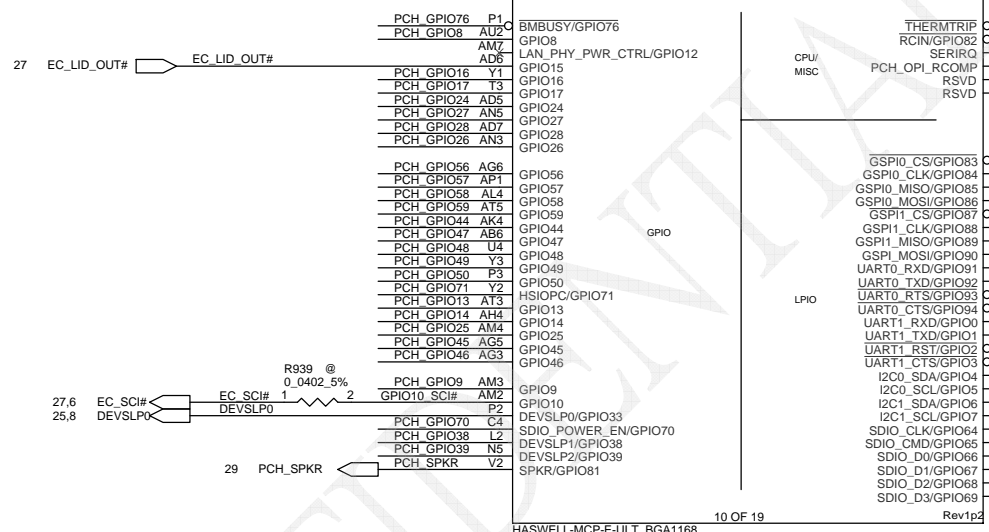 PCH_GPIO76 P1 BMBUSY/GPIO76
PCH_GPIO8 AU2 GPIO8
AM7 LAN_PHY_PWR_CTRL/GPIO12
27 EC_LID_OUT# EC_LID_OUT# AD6 GPIO15
PCH_GPIO16 Y1 GPIO16
PCH_GPIO17 T3 GPIO17
PCH_GPIO24 AD5 GPIO24
PCH_GPIO27 AN5 GPIO27
PCH_GPIO28 AD7 GPIO28
PCH_GPIO26 AN3 GPIO26
PCH_GPIO56 AG6 GPIO56
PCH_GPIO57 AP1 GPIO57
PCH_GPIO58 AL4 GPIO58
PCH_GPIO59 AT5 GPIO59
PCH_GPIO44 AK4 GPIO44
PCH_GPIO47 AB6 GPIO47
PCH_GPIO48 U4 GPIO48
PCH_GPIO49 Y3 GPIO49
PCH_GPIO50 P3 GPIO50
PCH_GPIO71 Y2 HSIOPC/GPIO71
PCH_GPIO13 AT3 GPIO13
PCH_GPIO14 AH4 GPIO14
PCH_GPIO25 AM4 GPIO25
PCH_GPIO45 AG5 GPIO45
PCH_GPIO46 AG3 GPIO46
R939 @
0_0402_5%
PCH_GPIO9 AM3 GPIO9
27,6 EC_SCI# EC_SCI# 1 2 GPIO10_SCI# AM2 GPIO10
25,8 DEVSLP0 DEVSLP0 P2 DEVSLP0/GPIO33
PCH_GPIO70 C4 SDIO_POWER_EN/GPIO70
PCH_GPIO38 L2 DEVSLP1/GPIO38
PCH_GPIO39 N5 DEVSLP2/GPIO39
29 PCH_SPKR PCH_SPKR V2 SPKR/GPIO81
GPIO
CPU/
MISC
THERMTRIP
RCIN/GPIO82
SERIRQ
PCH_OPI_RCOMP
RSVD
RSVD
LPIO
GSPI0_CS/GPIO83
GSPI0_CLK/GPIO84
GSPI0_MISO/GPIO85
GSPI0_MOSI/GPIO86
GSPI1_CS/GPIO87
GSPI1_CLK/GPIO88
GSPI1_MISO/GPIO89
GSPI_MOSI/GPIO90
UART0_RXD/GPIO91
UART0_TXD/GPIO92
UART0_RTS/GPIO93
UART0_CTS/GPIO94
UART1_RXD/GPIO0
UART1_TXD/GPIO1
UART1_RST/GPIO2
UART1_CTS/GPIO3
I2C0_SDA/GPIO4
I2C0_SCL/GPIO5
I2C1_SDA/GPIO6
I2C1_SCL/GPIO7
SDIO_CLK/GPIO64
SDIO_CMD/GPIO65
SDIO_D0/GPIO66
SDIO_D1/GPIO67
SDIO_D2/GPIO68
SDIO_D3/GPIO69
10 OF 19 Rev1p2
HASWELL-MCP-E-ULT_BGA1168